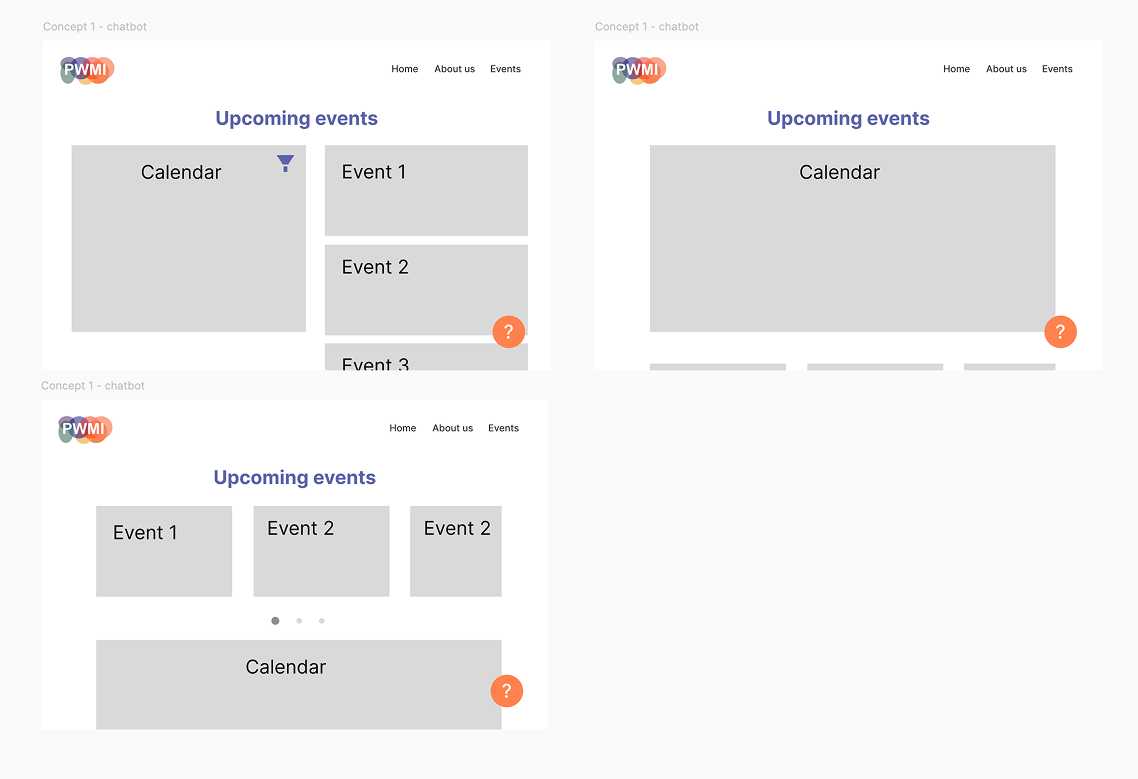 Concept 1 - chatbot
PWMI
Home About us Events
Upcoming events
Calendar
Event 1
Event 2
?
Event 3
Concept 1 - chatbot
PWMI
Home About us Events
Upcoming events
Calendar
?
Concept 1 - chatbot
PWMI
Home About us Events
Upcoming events
Event 1
Event 2
Event 2
Calendar
?